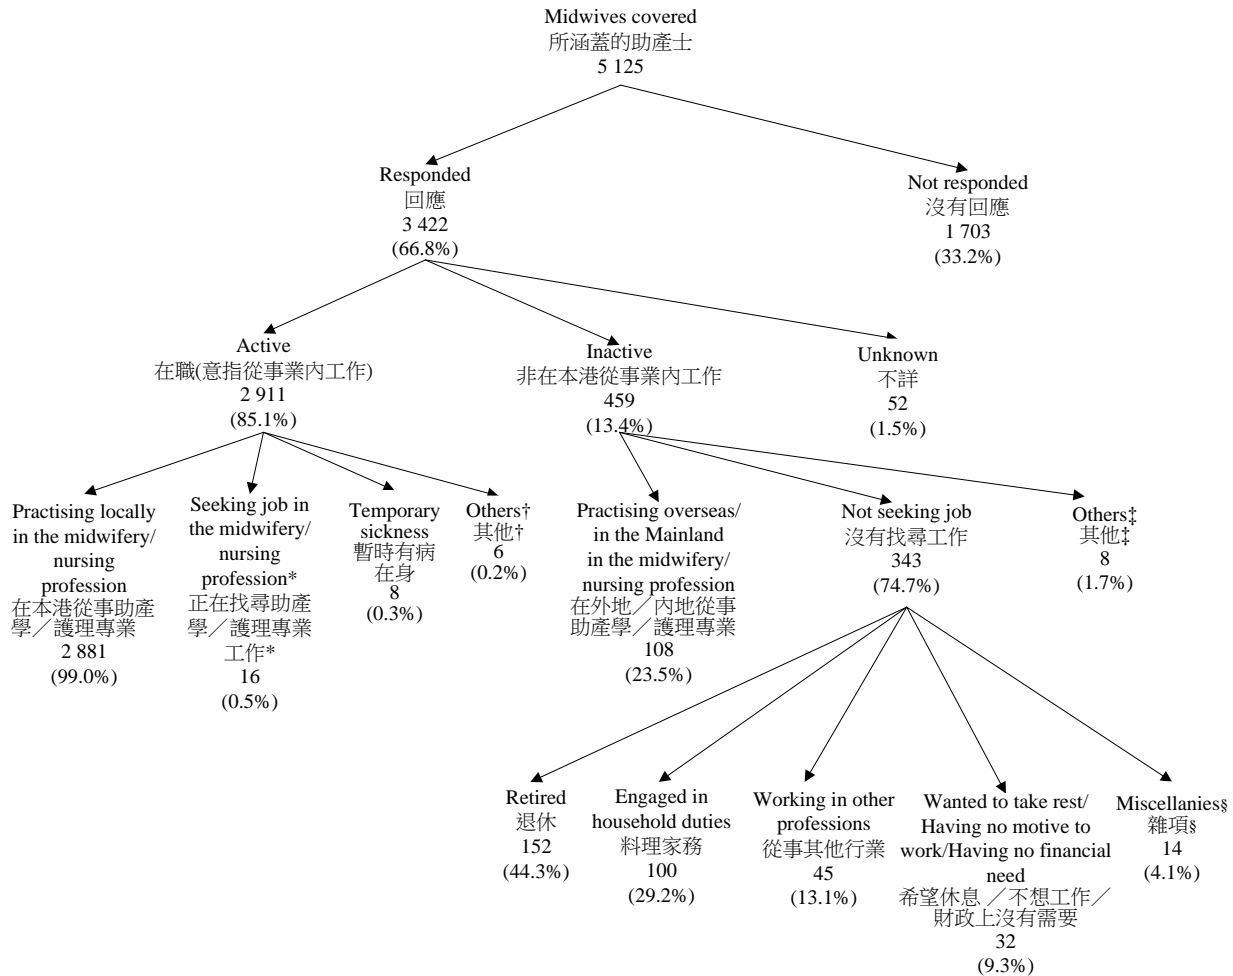 Midwives covered
所涵蓋的助產士
5 125
Responded
回應
3 422
(66.8%)
Not responded
沒有回應
1 703
(33.2%)
Active
在職(意指從事業內工作)
2 911
(85.1%)
Inactive
非在本港從事業內工作
459
(13.4%)
Unknown
不詳
52
(1.5%)
Practising locally
in the midwifery/
nursing
profession
在本港從事助產
學／護理專業
2 881
(99.0%)
Seeking job in
the midwifery/
nursing
profession*
正在找尋助產
學／護理專業
工作*
16
(0.5%)
Temporary
sickness
暫時有病
在身
8
(0.3%)
Others†
其他†
6
(0.2%)
Practising overseas/
in the Mainland
in the midwifery/
nursing profession
在外地／內地從事
助產學／護理專業
108
(23.5%)
Not seeking job
沒有找尋工作
343
(74.7%)
Others‡
其他‡
8
(1.7%)
Retired
退休
152
(44.3%)
Engaged in
household duties
料理家務
100
(29.2%)
Working in other
professions
從事其他行業
45
(13.1%)
Wanted to take rest/
Having no motive to
work/Having no financial
need
希望休息 ／不想工作／
財政上沒有需要
32
(9.3%)
Miscellanies§
雜項§
14
(4.1%)